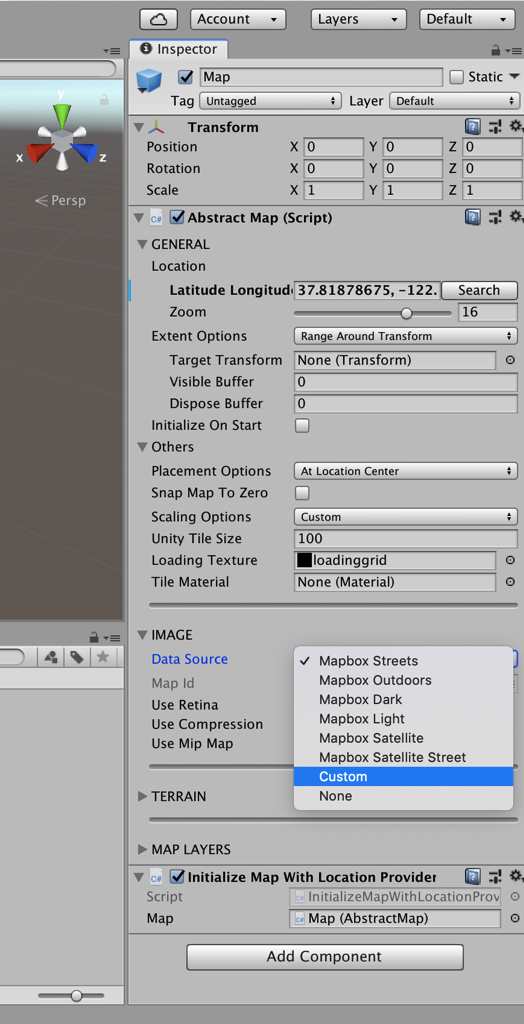 Account
Layers
Default
Inspector
Map
Static
Tag
Untagged
Layer
Default
Transform
Position X 0 Y 0 Z 0
Rotation X 0 Y 0 Z 0
Scale X 1 Y 1 Z 1
y
x
z
Persp
C#
Abstract Map (Script)
GENERAL
Location
Latitude Longitude 37.81878675, -122. Search
Zoom 16
Extent Options Range Around Transform
Target Transform None (Transform)
Visible Buffer 0
Dispose Buffer 0
Initialize On Start
Others
Placement Options At Location Center
Snap Map To Zero
Scaling Options Custom
Unity Tile Size 100
Loading Texture loadinggrid
Tile Material None (Material)
IMAGE
Data Source
Map Id
Use Retina
Use Compression
Use Mip Map
Mapbox Streets
Mapbox Outdoors
Mapbox Dark
Mapbox Light
Mapbox Satellite
Mapbox Satellite Street
Custom
None
TERRAIN
MAP LAYERS
C#
Initialize Map With Location Provider
Script InitializeMapWithLocationProv
Map Map (AbstractMap)
Add Component